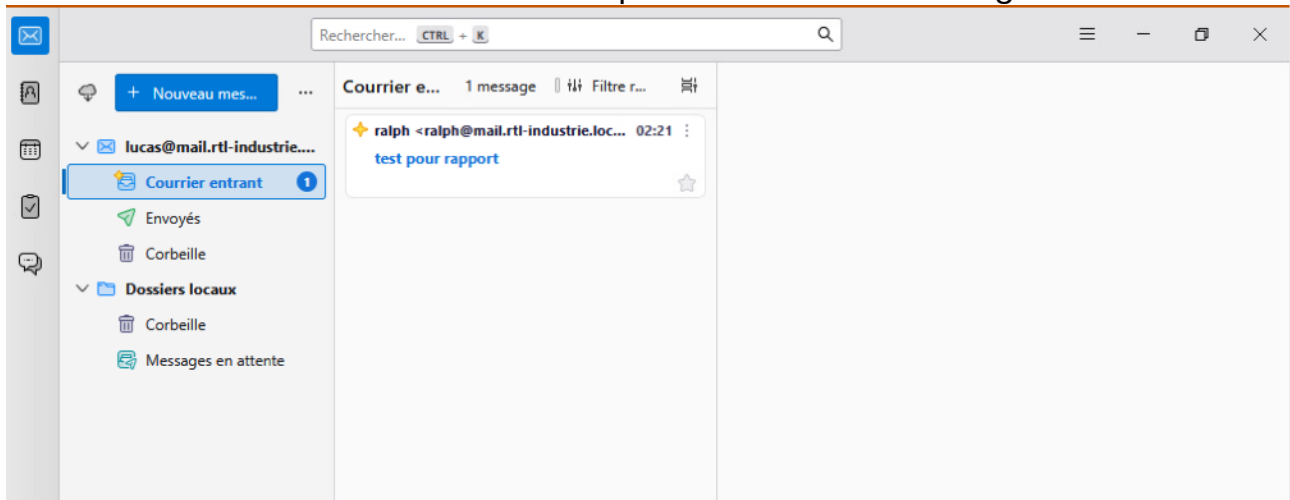 Rechercher... CTRL + K
+ Nouveau mes... ...
Courrier e... 1 message Filtre r...
lucas@mail.rtl-industrie....
Courrier entrant 1
Envoyés
Corbeille
Dossiers locaux
Corbeille
Messages en attente
ralph <ralph@mail.rtl-industrie.loc... 02:21
test pour rapport